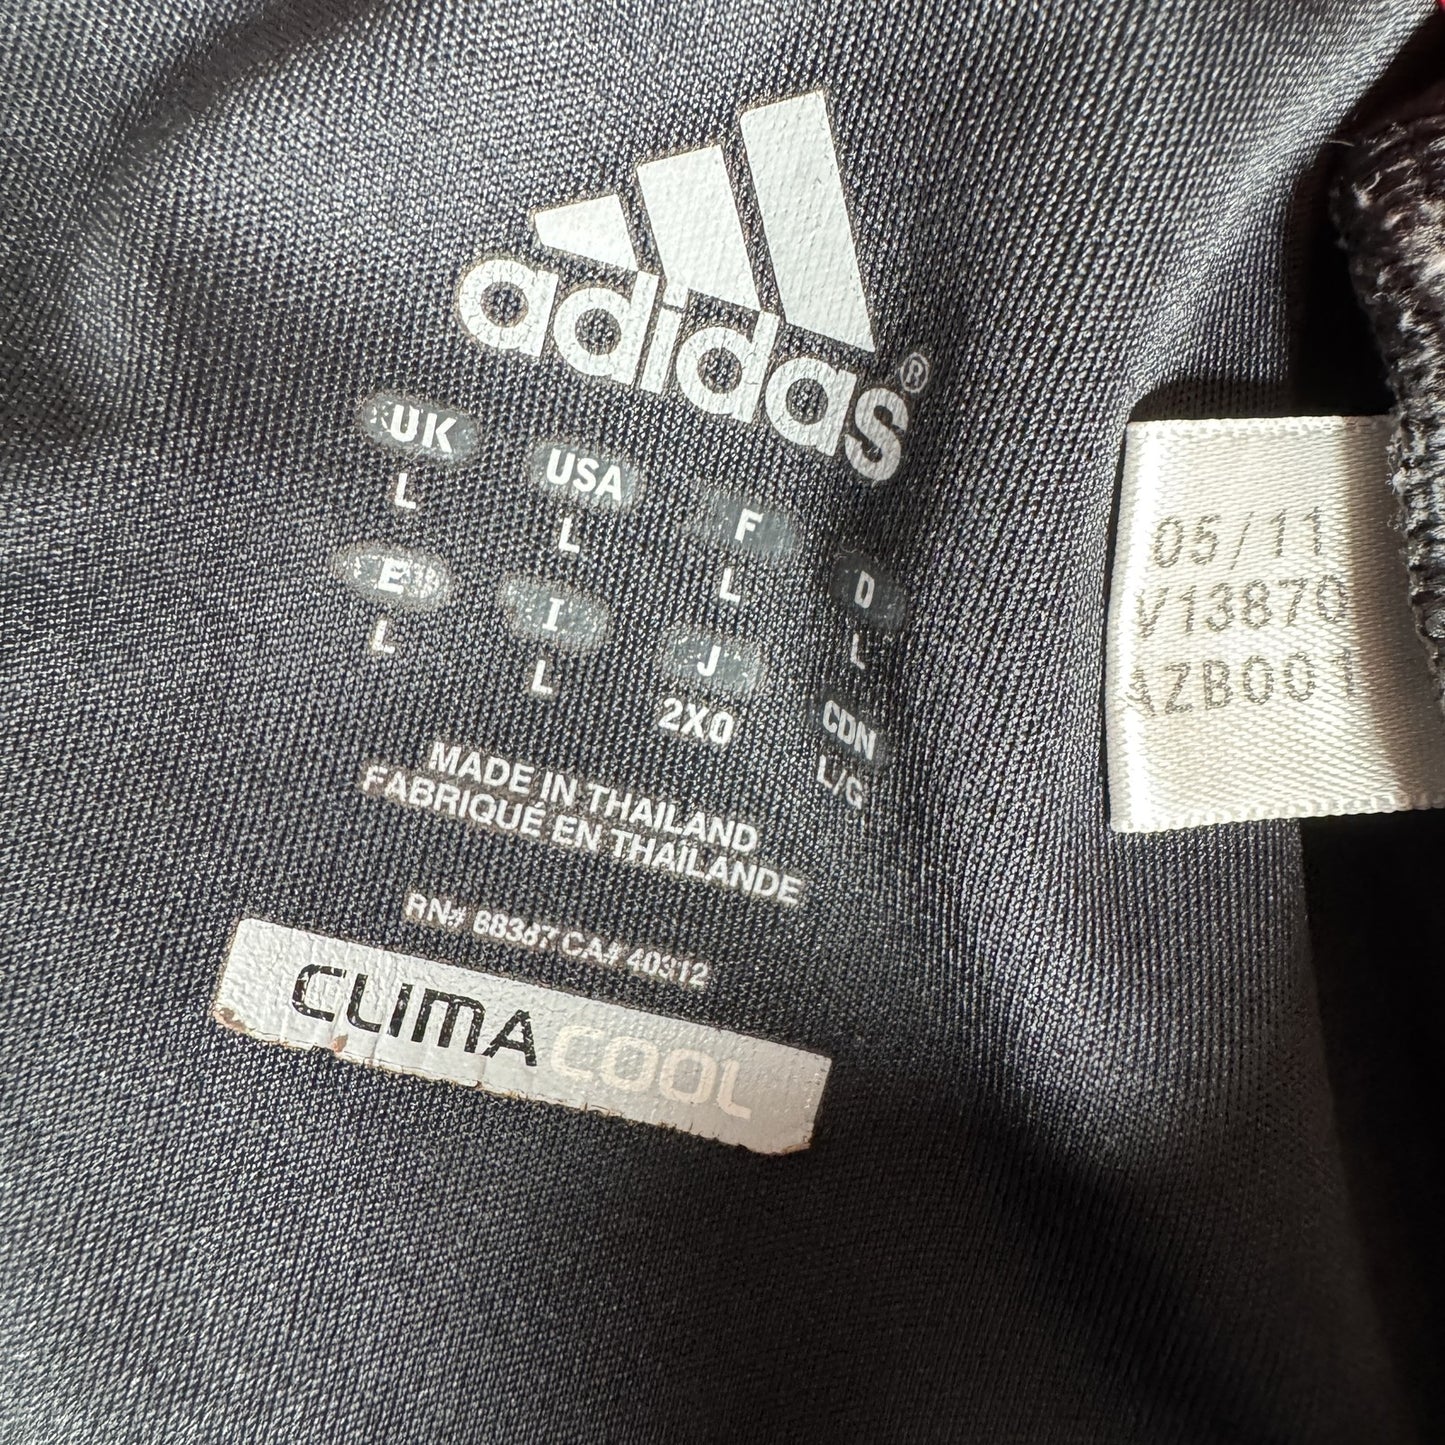 adidas®
UK USA F D
L L L L
E I J CDN
L L 2XO L/G
MADE IN THAILAND
FABRIQUÉ EN THAÏLANDE
RN# 88387 CA# 40312
CLIMACOOL
05/11
V13870
AZB001